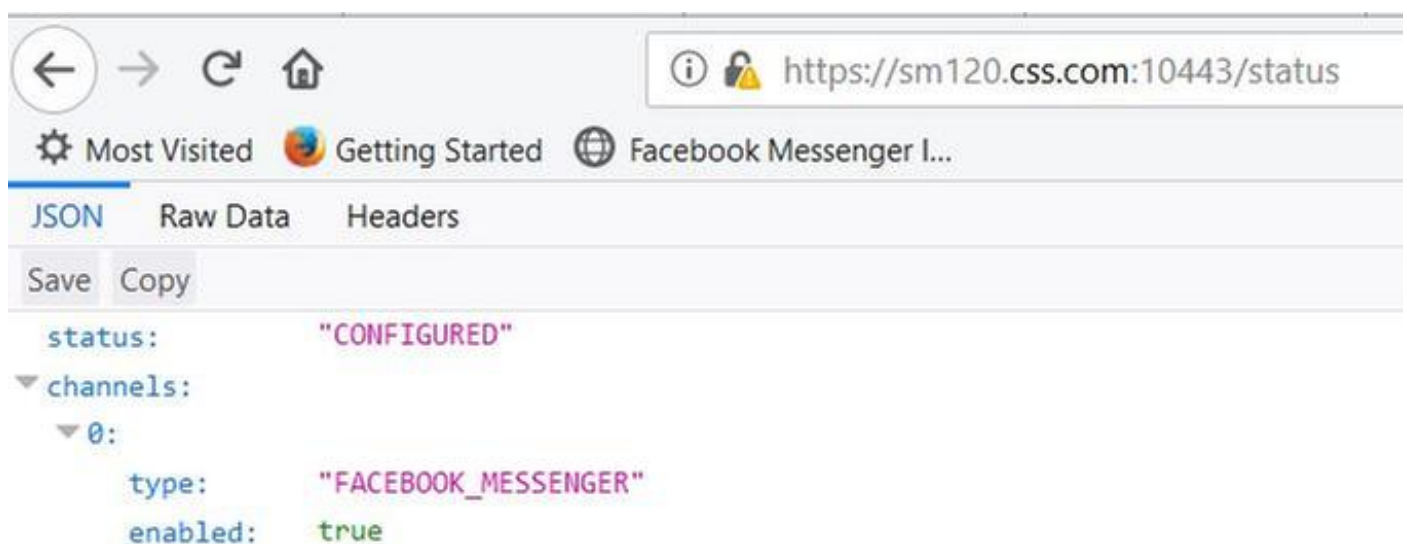 https://sm120.css.com:10443/status
Most Visited Getting Started Facebook Messenger I...
JSON Raw Data Headers
Save Copy
status: "CONFIGURED"
channels:
0:
type: "FACEBOOK_MESSENGER"
enabled: true